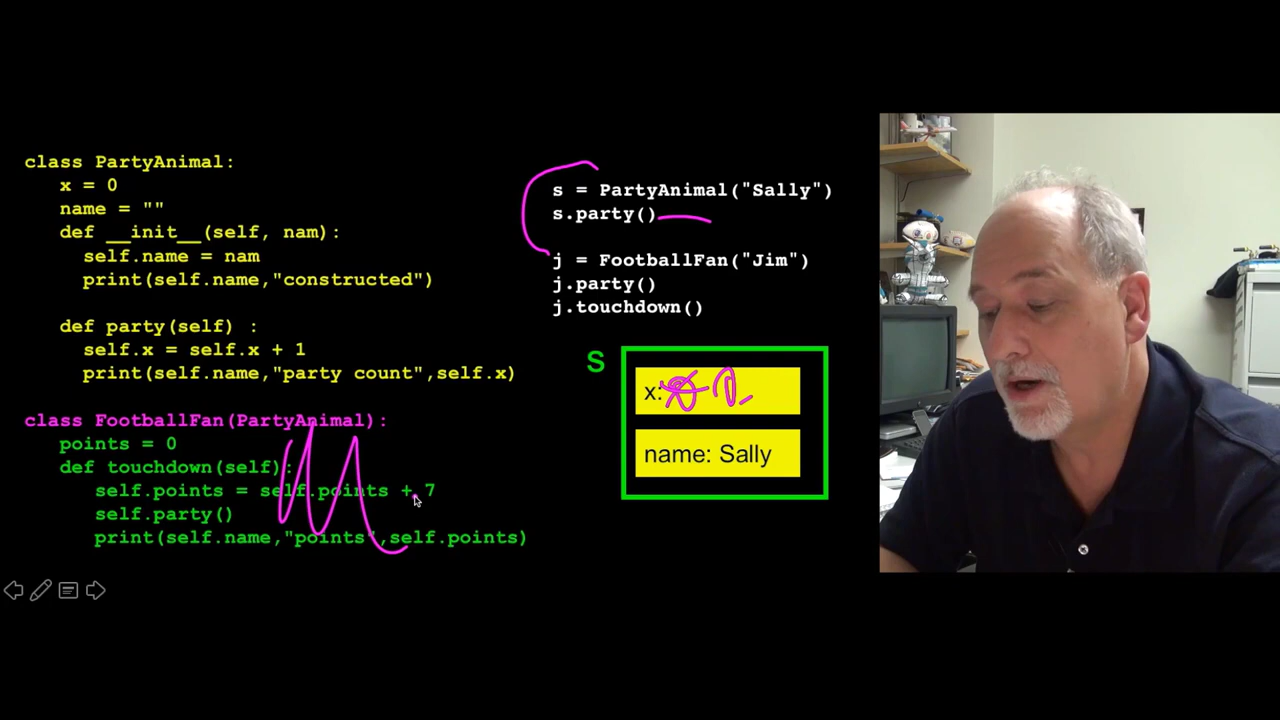 class PartyAnimal:
x = 0
name = ""
def __init__(self, nam):
self.name = nam
print(self.name,"constructed")
def party(self) :
self.x = self.x + 1
print(self.name,"party count",self.x)
class FootballFan(PartyAnimal):
points = 0
def touchdown(self):
self.points = self.points + 7
self.party()
print(self.name,"points",self.points)
s = PartyAnimal("Sally")
s.party()
j = FootballFan("Jim")
j.party()
j.touchdown()
S
x:
name: Sally